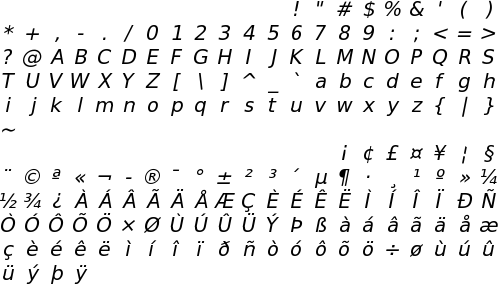 ! " # $ % & ' ( )
* + , - . / 0 1 2 3 4 5 6 7 8 9 : ; < = >
? @ A B C D E F G H I J K L M N O P Q R S
T U V W X Y Z [ \ ] ^ _ ` a b c d e f g h
i j k l m n o p q r s t u v w x y z { | }
~
¡ ¢ £ ¤ ¥ ¦ §
¨ © ª « ¬ - ® ¯ ° ± ² ³ ´ µ ¶ · ¸ ¹ º » ¼
½ ¾ ¿ À Á Â Ã Ä Å Æ Ç È É Ê Ë Ì Í Î Ï Ð Ñ
Ò Ó Ô Õ Ö × Ø Ù Ú Û Ü Ý Þ ß à á â ã ä å æ
ç è é ê ë ì í î ï ð ñ ò ó ô õ ö ÷ ø ù ú û
ü ý þ ÿ